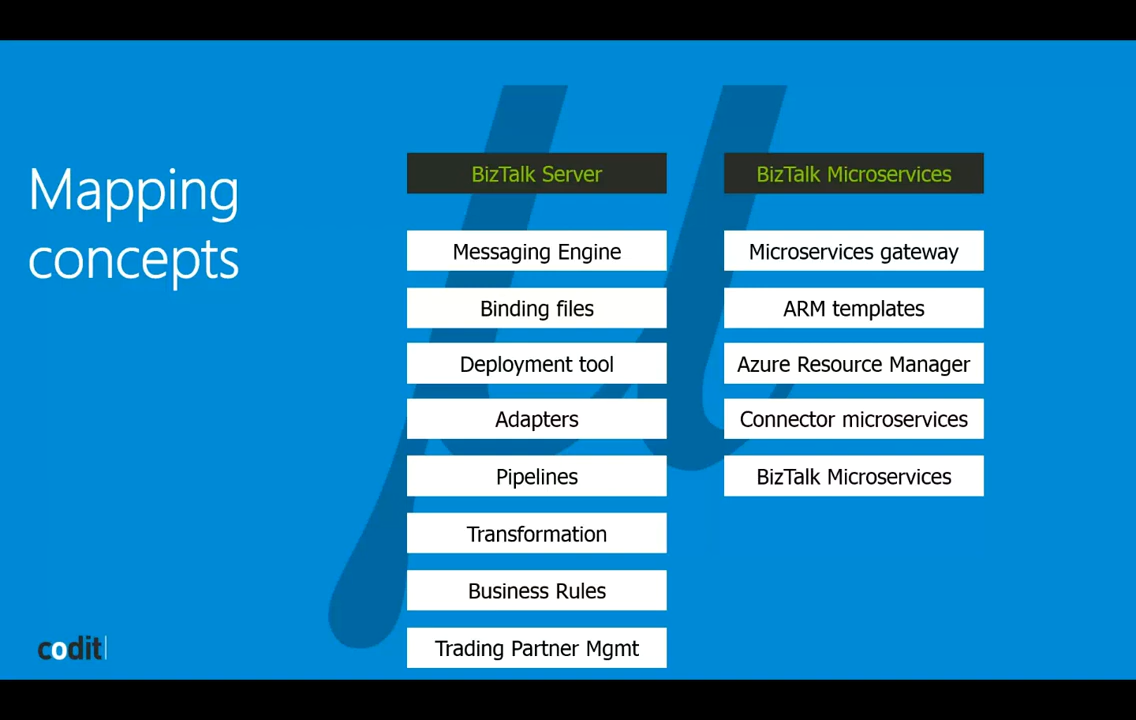 Mapping
concepts
BizTalk Server
BizTalk Microservices
Messaging Engine
Microservices gateway
Binding files
ARM templates
Deployment tool
Azure Resource Manager
Adapters
Connector microservices
Pipelines
BizTalk Microservices
Transformation
Business Rules
Trading Partner Mgmt
codit
µ